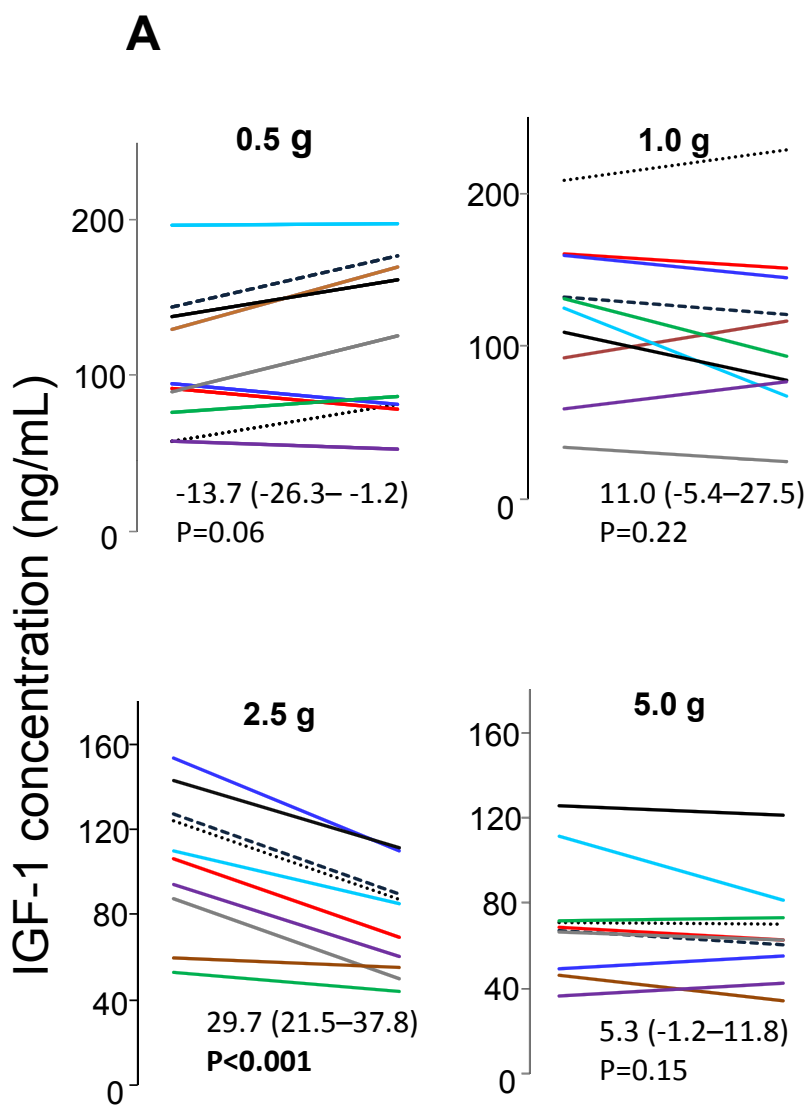 A
IGF-1 concentration (ng/mL)
0.5 g
200
100
0
-13.7 (-26.3– -1.2)
P=0.06
1.0 g
200
100
0
11.0 (-5.4–27.5)
P=0.22
2.5 g
160
120
80
40
0
29.7 (21.5–37.8)
P<0.001
5.0 g
160
120
80
40
0
5.3 (-1.2–11.8)
P=0.15